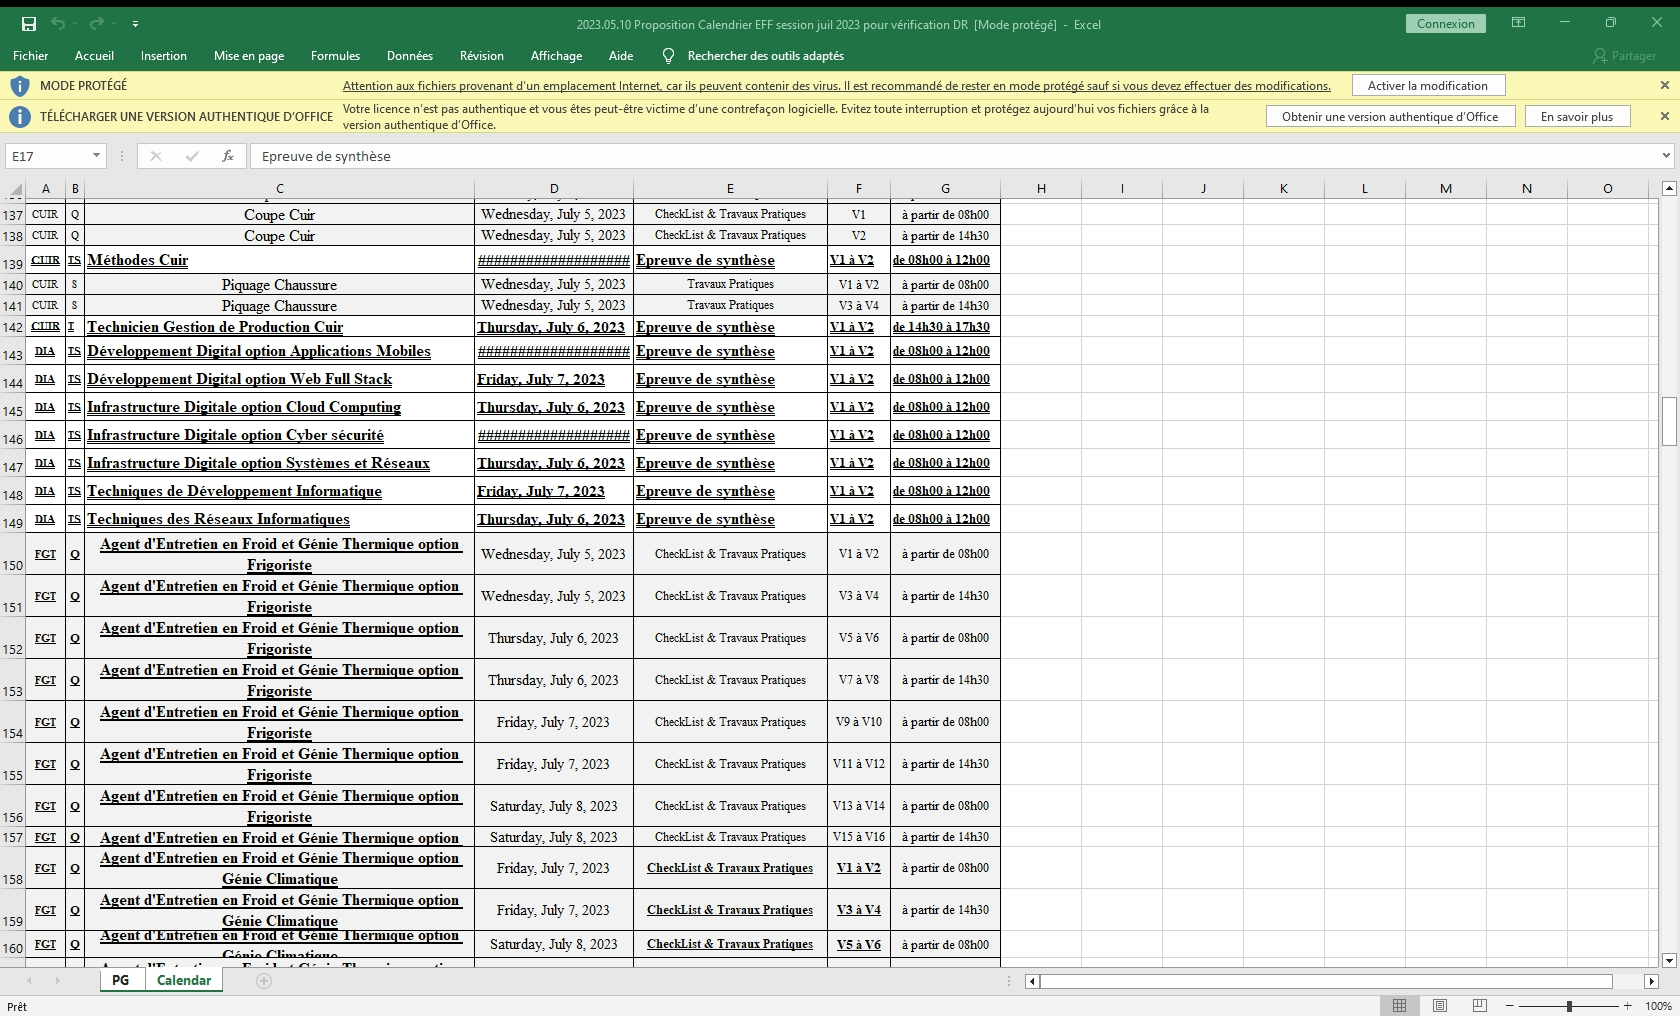 2023.05.10 Proposition Calendrier EFF session juil 2023 pour vérification DR [Mode protégé] - Excel
Connexion
Fichier Accueil Insertion Mise en page Formules Données Révision Affichage Aide Rechercher des outils adaptés Partager
MODE PROTÉGÉ Attention aux fichiers provenant d'un emplacement Internet, car ils peuvent contenir des virus. Il est recommandé de rester en mode protégé sauf si vous devez effectuer des modifications. Activer la modification
TÉLÉCHARGER UNE VERSION AUTHENTIQUE D'OFFICE Votre licence n'est pas authentique et vous êtes peut-être victime d'une contrefaçon logicielle. Evitez toute interruption et protégez aujourd'hui vos fichiers grâce à la
version authentique d'Office. Obtenir une version authentique d'Office En savoir plus
E17 fx Epreuve de synthèse
A B C D E F G H I J K L M N O
137 CUIR Q Coupe Cuir Wednesday, July 5, 2023 CheckList & Travaux Pratiques V1 à partir de 08h00
138 CUIR Q Coupe Cuir Wednesday, July 5, 2023 CheckList & Travaux Pratiques V2 à partir de 14h30
139 CUIR TS Méthodes Cuir ################### Epreuve de synthèse V1 à V2 de 08h00 à 12h00
140 CUIR S Piquage Chaussure Wednesday, July 5, 2023 Travaux Pratiques V1 à V2 à partir de 08h00
141 CUIR S Piquage Chaussure Wednesday, July 5, 2023 Travaux Pratiques V3 à V4 à partir de 14h30
142 CUIR T Technicien Gestion de Production Cuir Thursday, July 6, 2023 Epreuve de synthèse V1 à V2 de 14h30 à 17h30
143 DIA TS Développement Digital option Applications Mobiles ################### Epreuve de synthèse V1 à V2 de 08h00 à 12h00
144 DIA TS Développement Digital option Web Full Stack Friday, July 7, 2023 Epreuve de synthèse V1 à V2 de 08h00 à 12h00
145 DIA TS Infrastructure Digitale option Cloud Computing Thursday, July 6, 2023 Epreuve de synthèse V1 à V2 de 08h00 à 12h00
146 DIA TS Infrastructure Digitale option Cyber sécurité ################### Epreuve de synthèse V1 à V2 de 08h00 à 12h00
147 DIA TS Infrastructure Digitale option Systèmes et Réseaux Thursday, July 6, 2023 Epreuve de synthèse V1 à V2 de 08h00 à 12h00
148 DIA TS Techniques de Développement Informatique Friday, July 7, 2023 Epreuve de synthèse V1 à V2 de 08h00 à 12h00
149 DIA TS Techniques des Réseaux Informatiques Thursday, July 6, 2023 Epreuve de synthèse V1 à V2 de 08h00 à 12h00
Agent d'Entretien en Froid et Génie Thermique option
150 FGT Q Frigoriste Wednesday, July 5, 2023 CheckList & Travaux Pratiques V1 à V2 à partir de 08h00
Agent d'Entretien en Froid et Génie Thermique option
151 FGT Q Frigoriste Wednesday, July 5, 2023 CheckList & Travaux Pratiques V3 à V4 à partir de 14h30
Agent d'Entretien en Froid et Génie Thermique option
152 FGT Q Frigoriste Thursday, July 6, 2023 CheckList & Travaux Pratiques V5 à V6 à partir de 08h00
Agent d'Entretien en Froid et Génie Thermique option
153 FGT Q Frigoriste Thursday, July 6, 2023 CheckList & Travaux Pratiques V7 à V8 à partir de 14h30
Agent d'Entretien en Froid et Génie Thermique option
154 FGT Q Frigoriste Friday, July 7, 2023 CheckList & Travaux Pratiques V9 à V10 à partir de 08h00
Agent d'Entretien en Froid et Génie Thermique option
155 FGT Q Frigoriste Friday, July 7, 2023 CheckList & Travaux Pratiques V11 à V12 à partir de 14h30
Agent d'Entretien en Froid et Génie Thermique option
156 FGT Q Frigoriste Saturday, July 8, 2023 CheckList & Travaux Pratiques V13 à V14 à partir de 08h00
157 FGT Q Agent d'Entretien en Froid et Génie Thermique option Saturday, July 8, 2023 CheckList & Travaux Pratiques V15 à V16 à partir de 14h30
Agent d'Entretien en Froid et Génie Thermique option
158 FGT Q Génie Climatique Friday, July 7, 2023 CheckList & Travaux Pratiques V1 à V2 à partir de 08h00
Agent d'Entretien en Froid et Génie Thermique option
159 FGT Q Génie Climatique Friday, July 7, 2023 CheckList & Travaux Pratiques V3 à V4 à partir de 14h30
Agent d'Entretien en Froid et Génie Thermique option
160 FGT Q Génie Climatique Saturday, July 8, 2023 CheckList & Travaux Pratiques V5 à V6 à partir de 08h00
PG Calendar
Prêt 100%